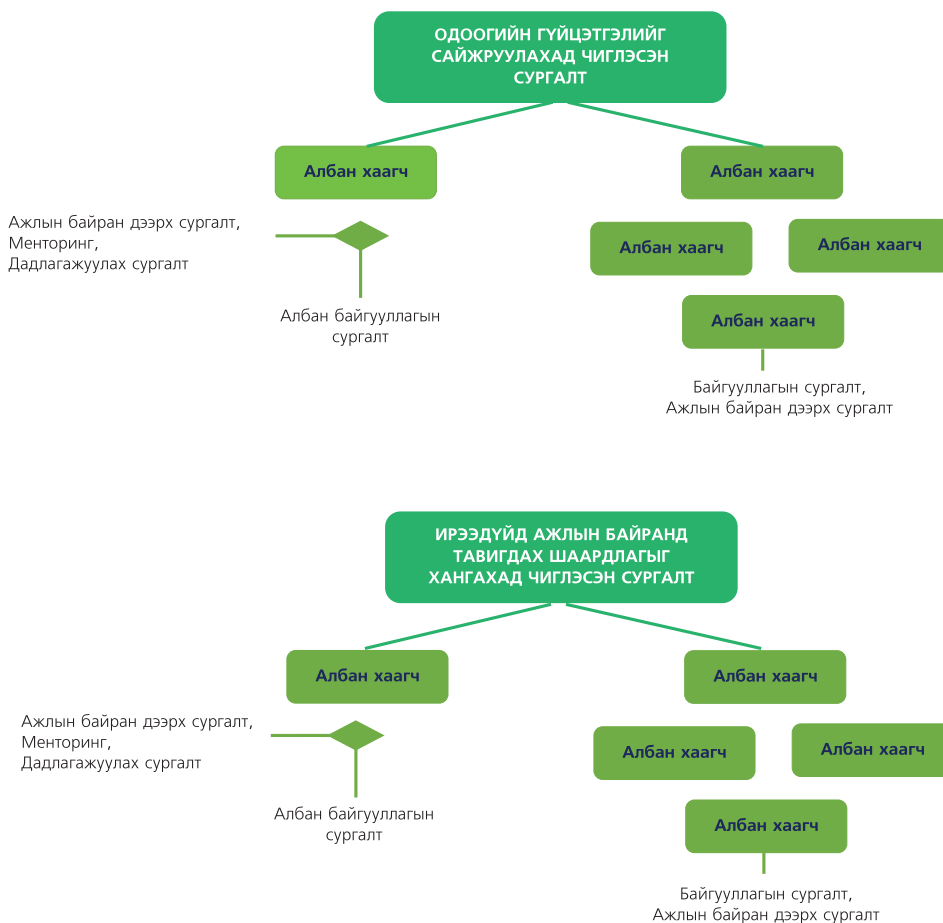 ОДООГИЙН ГҮЙЦЭТГЭЛИЙГ
САЙЖРУУЛАХАД ЧИГЛЭСЭН
СУРГАЛТ
Албан хаагч
Албан хаагч
Ажлын байран дээрх сургалт,
Менторинг,
Дадлагажуулах сургалт
Албан хаагч
Албан хаагч
Албан байгууллагын
сургалт
Албан хаагч
Байгууллагын сургалт,
Ажлын байран дээрх сургалт
ИРЭЭДҮЙД АЖЛЫН БАЙРАНД
ТАВИГДАХ ШААРДЛАГЫГ
ХАНГАХАД ЧИГЛЭСЭН СУРГАЛТ
Албан хаагч
Албан хаагч
Ажлын байран дээрх сургалт,
Менторинг,
Дадлагажуулах сургалт
Албан хаагч
Албан хаагч
Албан байгууллагын
сургалт
Албан хаагч
Байгууллагын сургалт,
Ажлын байран дээрх сургалт